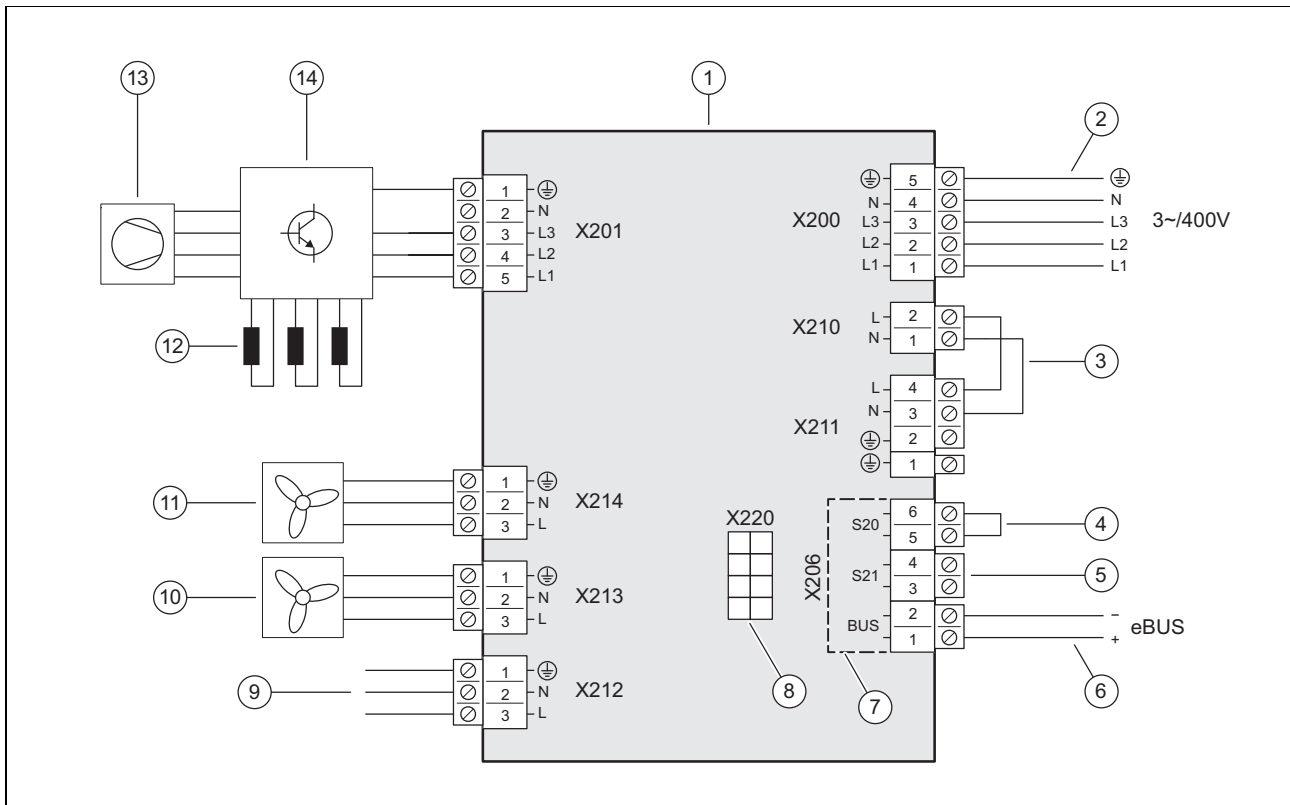 13
14
1
2
1
2 N
3 L3
4 L2
5 L1
X201
X200
5
N 4
L3 3
L2 2
L1 1
N
L3
L2
L1
3~/400V
12
X210
L 2
N 1
3
X211
L 4
N 3
2
1
11
1
2 N
3 L
X214
X220
X206
S20
6
5
4
10
1
2 N
3 L
X213
S21
4
3
5
BUS
2
1
−
+
eBUS
9
1
2 N
3 L
X212
8
7
6